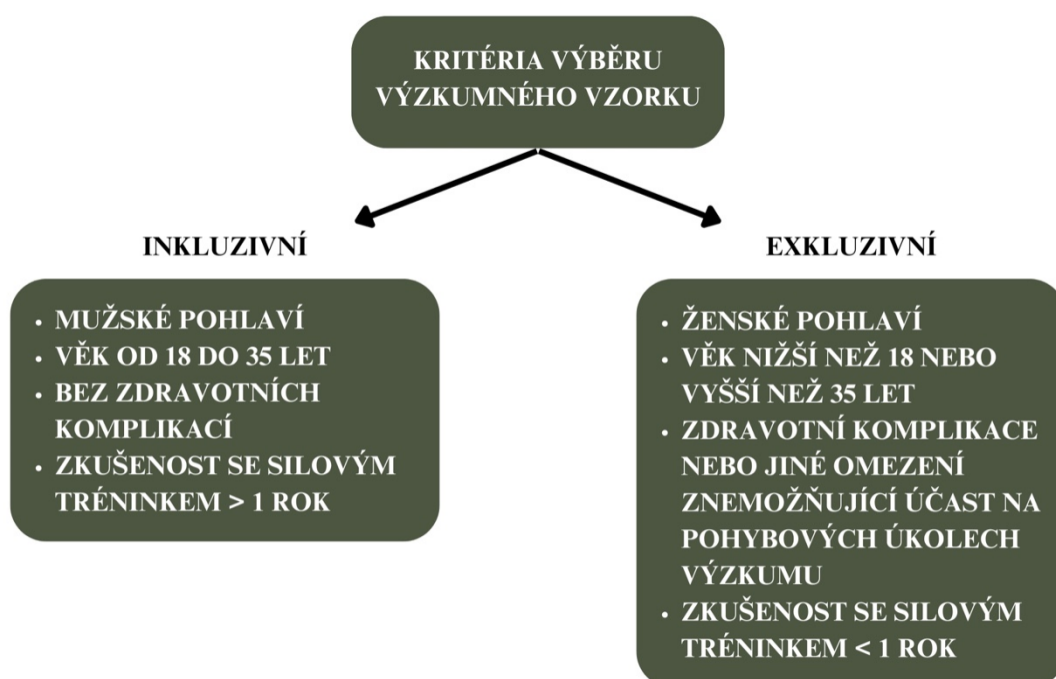 KRITÉRIA VÝBĚRU
VÝZKUMNÉHO VZORKU
INKLUZIVNÍ
• MUŽSKÉ POHLAVÍ
• VĚK OD 18 DO 35 LET
• BEZ ZDRAVOTNÍCH
KOMPLIKACÍ
• ZKUŠENOST SE SILOVÝM
TRÉNINKEM > 1 ROK
EXKLUZIVNÍ
• ŽENSKÉ POHLAVÍ
• VĚK NIŽŠÍ NEŽ 18 NEBO
VYŠŠÍ NEŽ 35 LET
• ZDRAVOTNÍ KOMPLIKACE
NEBO JINÉ OMEZENÍ
ZNEMOŽŇUJÍCÍ ÚČAST NA
POHYBOVÝCH ÚKOLECH
VÝZKUMU
• ZKUŠENOST SE SILOVÝM
TRÉNINKEM < 1 ROK